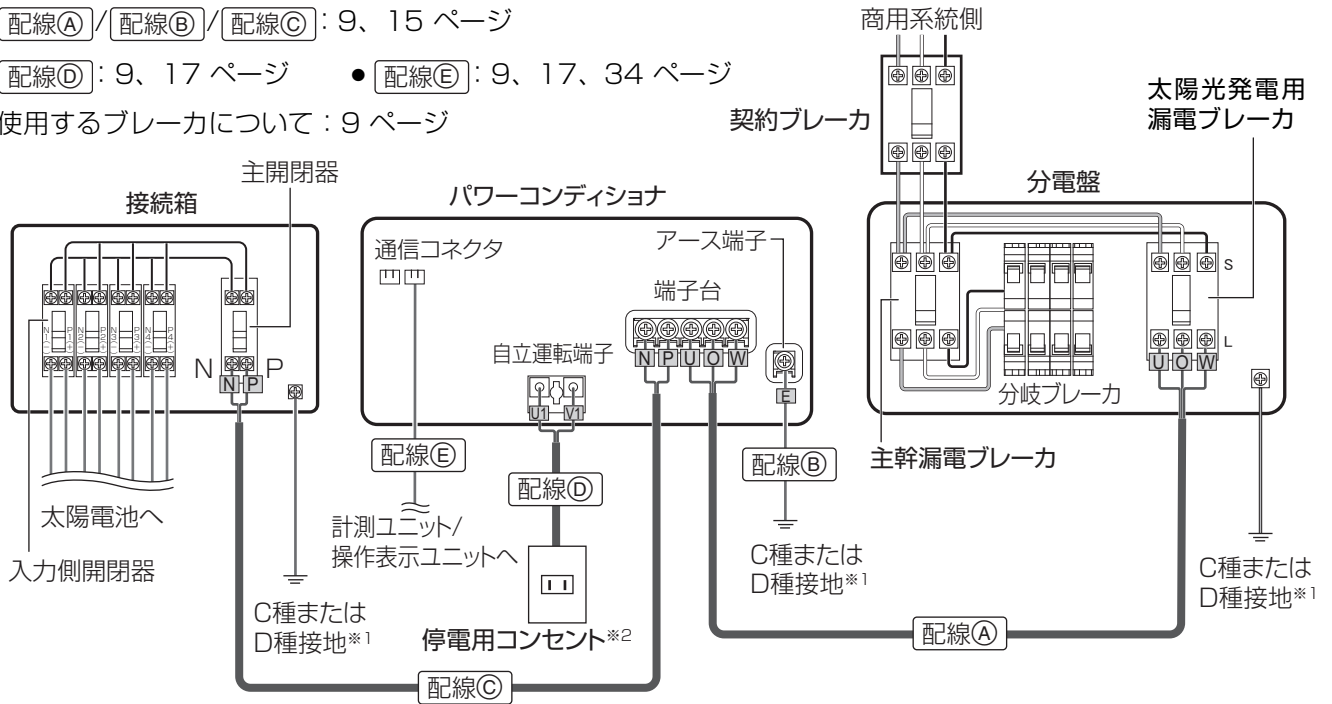 配線Ⓐ/配線Ⓑ/配線Ⓒ：9、15 ページ
配線Ⓓ：9、17 ページ ● 配線Ⓔ：9、17、34 ページ
使用するブレーカについて：9 ページ
商用系統側
契約ブレーカ
太陽光発電用
漏電ブレーカ
主開閉器
接続箱
パワーコンディショナ
分電盤
通信コネクタ
アース端子
端子台
自立運転端子
N1(-) P1(+) N2(-) P2(+) N3(-) P3(+) N4(-) P4(+)
N P
N P
N P U O W
E
U1 V1
S
L
U O W
分岐ブレーカ
主幹漏電ブレーカ
配線Ⓔ
配線Ⓓ
配線Ⓑ
太陽電池へ
入力側開閉器
計測ユニット/
操作表示ユニットへ
C種または
D種接地※1
停電用コンセント※2
C種または
D種接地※1
C種または
D種接地※1
配線Ⓐ
配線Ⓒ